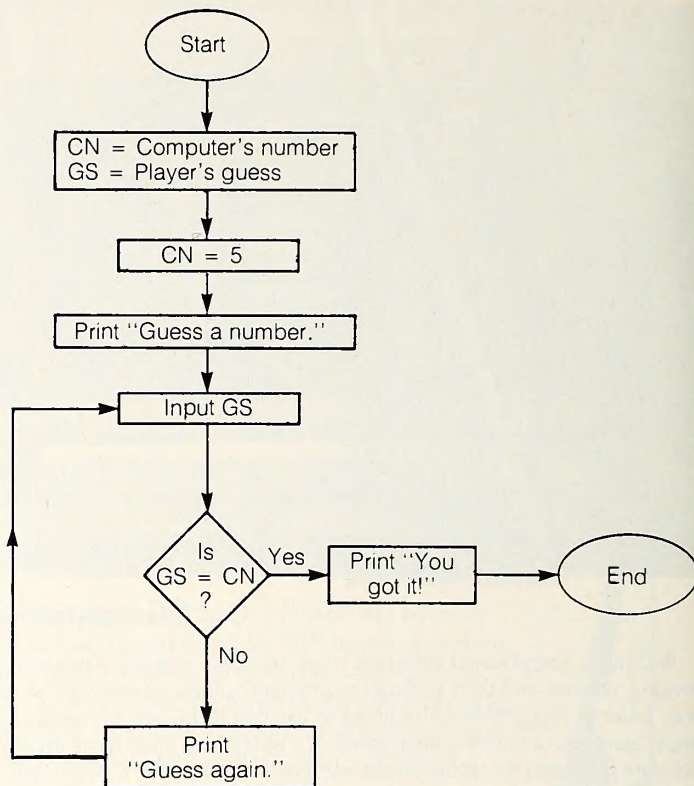 Start
CN = Computer's number
GS = Player's guess
CN = 5
Print "Guess a number."
Input GS
Is
GS = CN
?
Yes
Print "You
got it!"
End
No
Print
"Guess again."